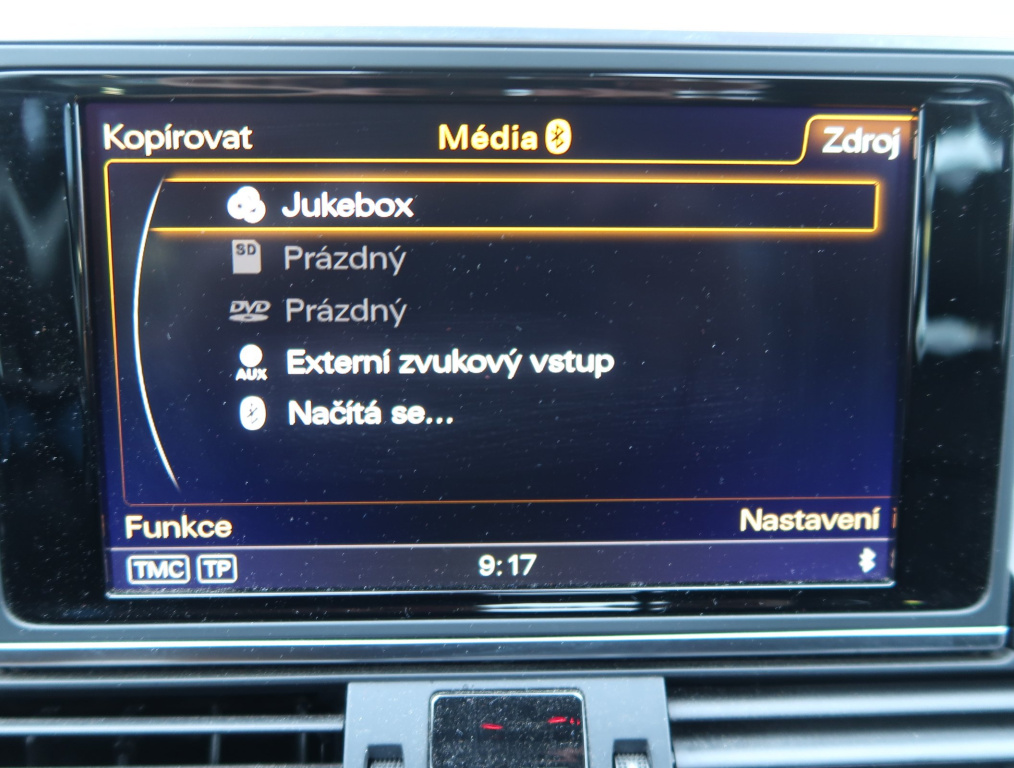 Kopírovat Média Zdroj
Jukebox
SD Prázdný
DVD Prázdný
AUX Externí zvukový vstup
Načítá se...
Funkce Nastavení
TMC TP 9:17